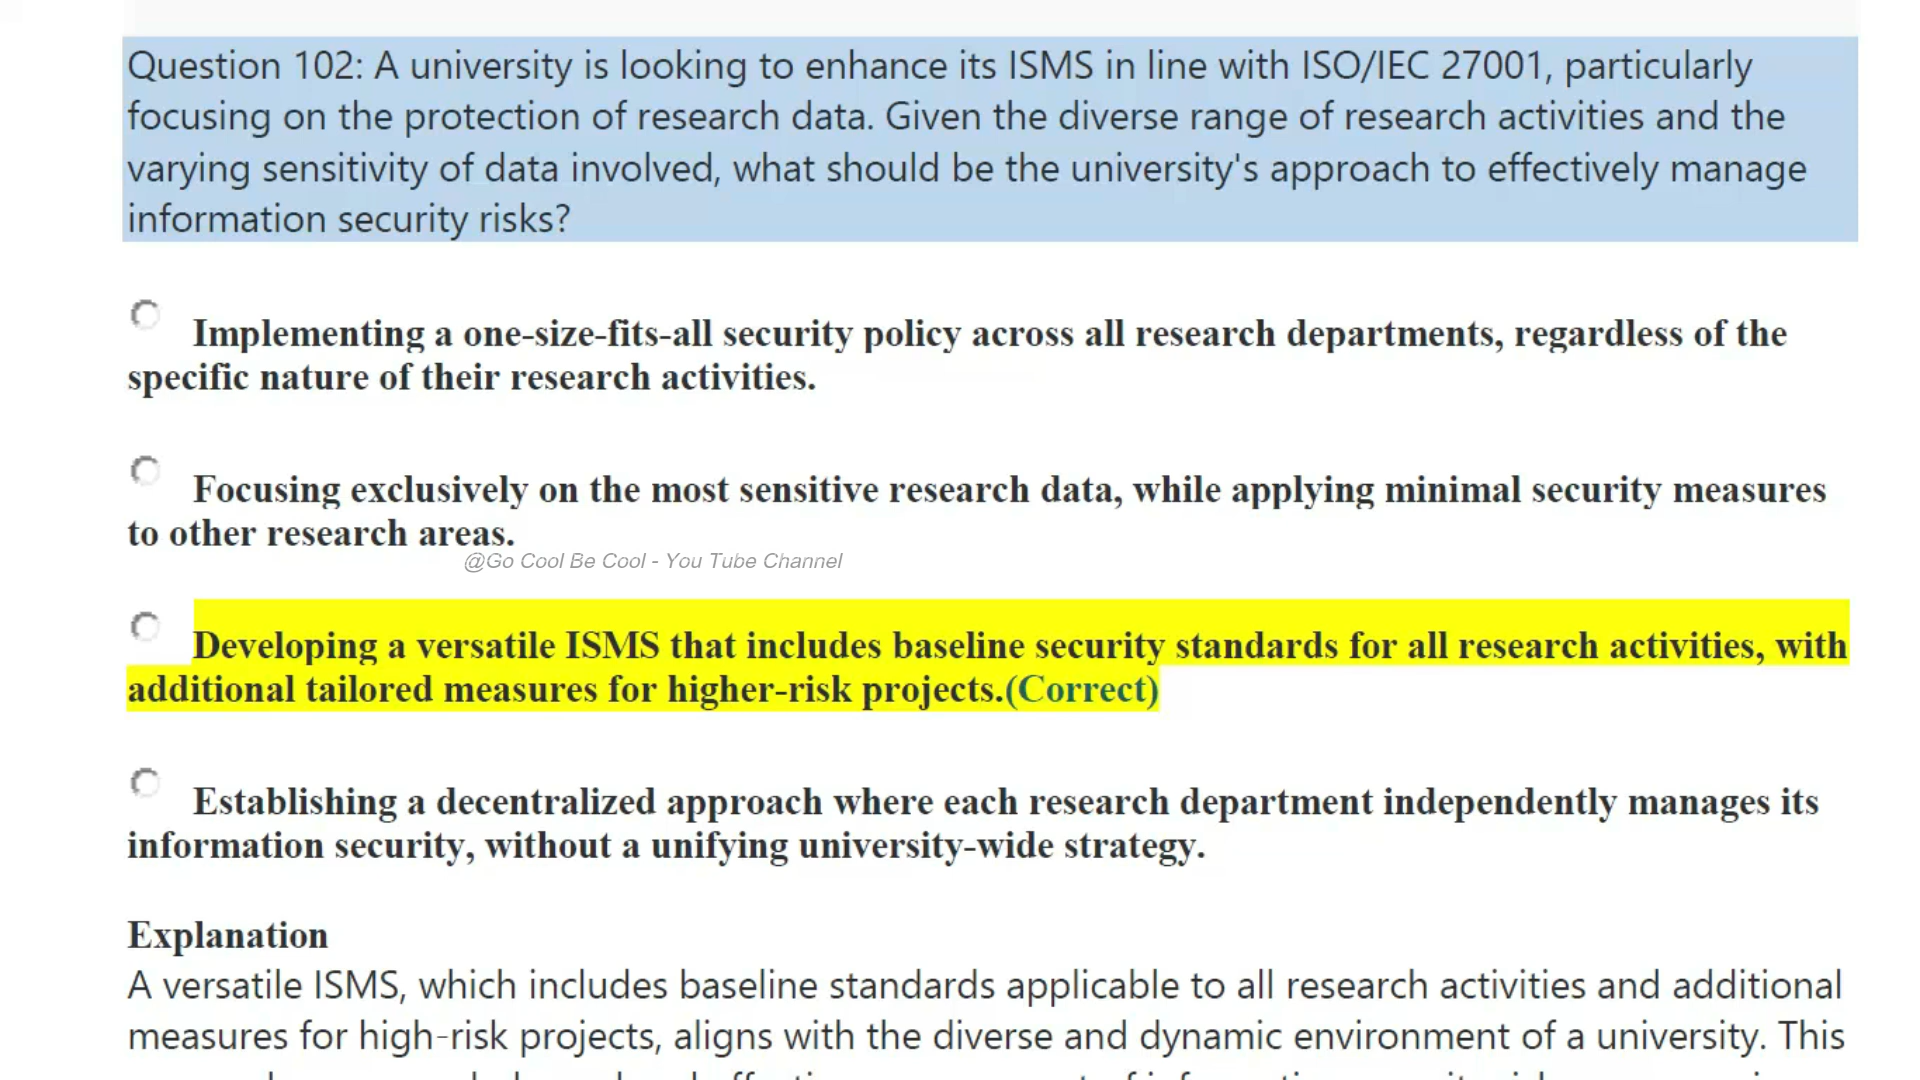 Question 102: A university is looking to enhance its ISMS in line with ISO/IEC 27001, particularly
focusing on the protection of research data. Given the diverse range of research activities and the
varying sensitivity of data involved, what should be the university's approach to effectively manage
information security risks?
Implementing a one-size-fits-all security policy across all research departments, regardless of the
specific nature of their research activities.
Focusing exclusively on the most sensitive research data, while applying minimal security measures
to other research areas.
@Go Cool Be Cool - You Tube Channel
Developing a versatile ISMS that includes baseline security standards for all research activities, with
additional tailored measures for higher-risk projects.(Correct)
Establishing a decentralized approach where each research department independently manages its
information security, without a unifying university-wide strategy.
Explanation
A versatile ISMS, which includes baseline standards applicable to all research activities and additional
measures for high-risk projects, aligns with the diverse and dynamic environment of a university. This